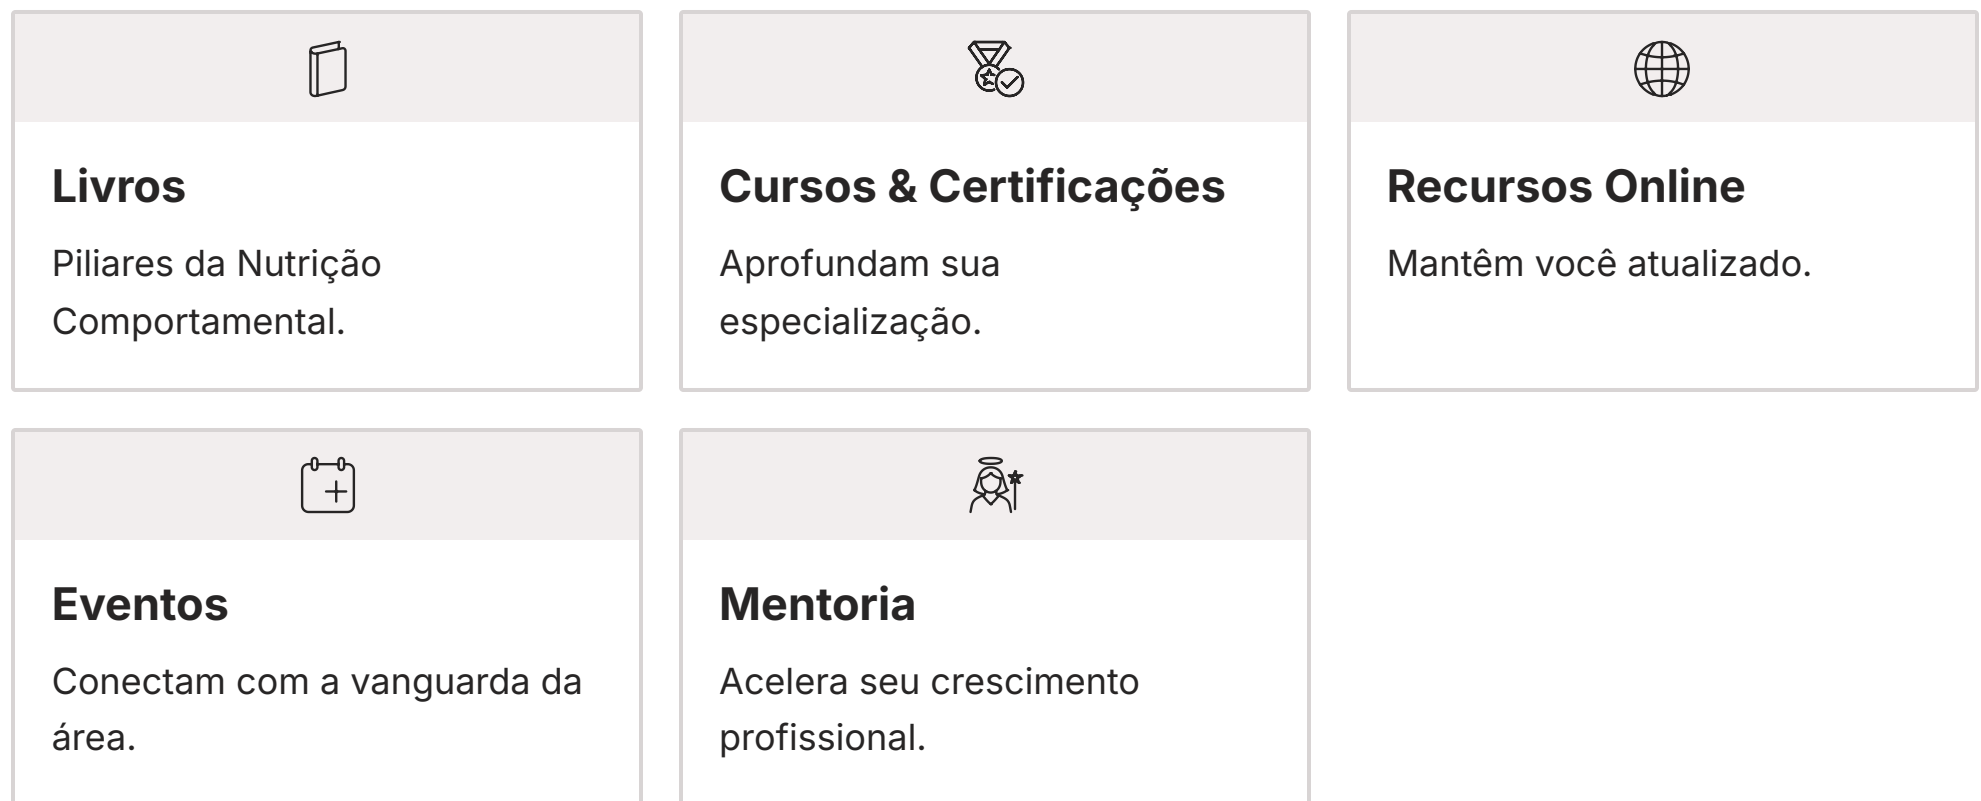 Livros
Piliares da Nutrição
Comportamental.
Cursos & Certificações
Aprofundam sua
especialização.
Recursos Online
Mantêm você atualizado.
Eventos
Conectam com a vanguarda da
área.
Mentoria
Acelera seu crescimento
profissional.